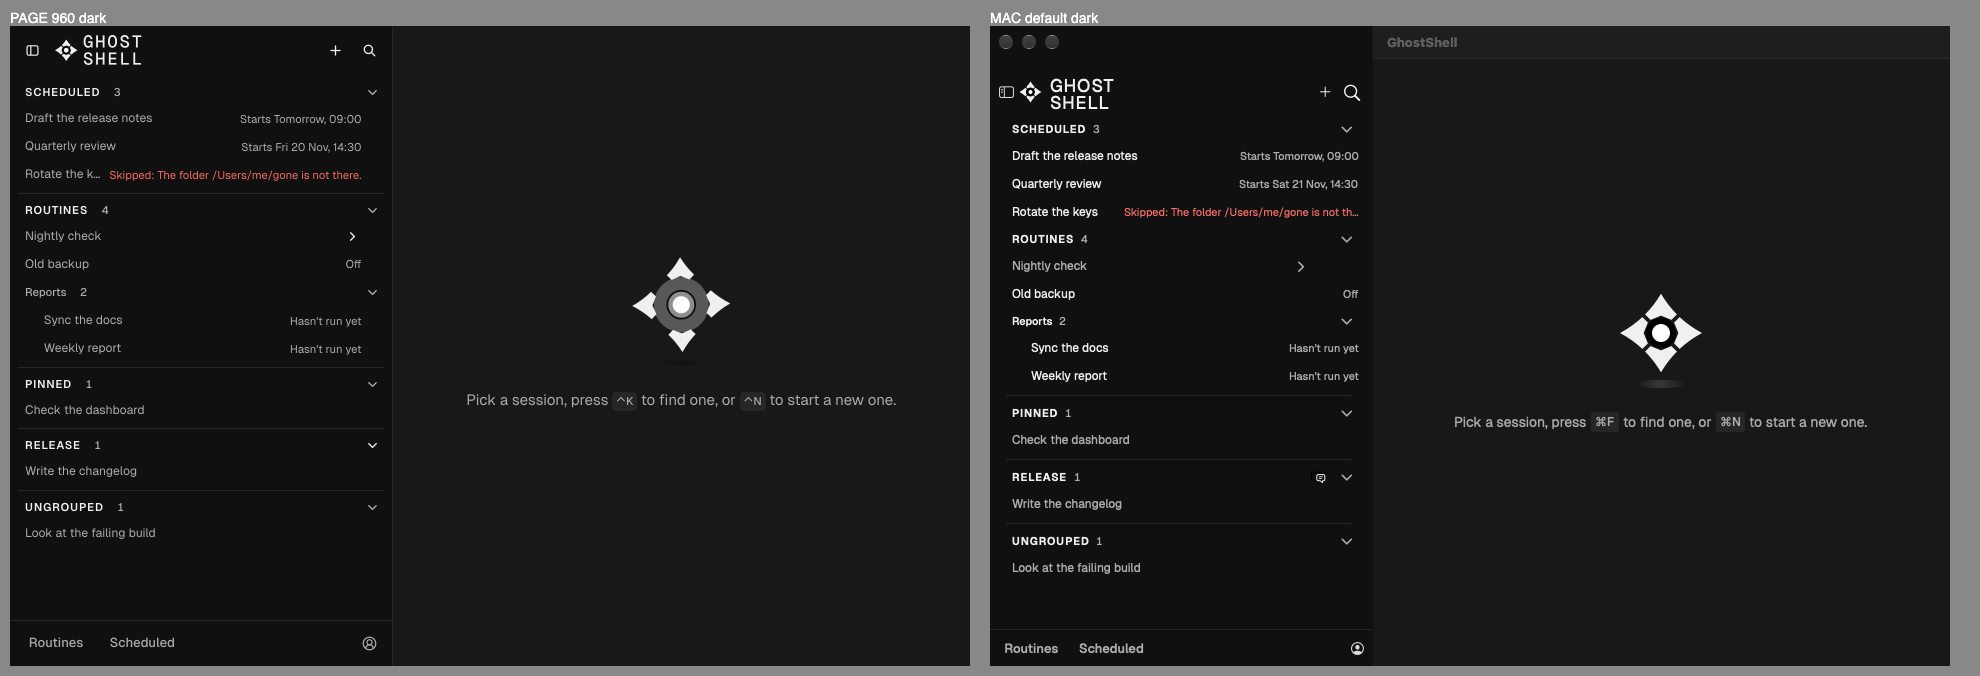 PAGE 960 dark
GHOST
SHELL
SCHEDULED 3
Draft the release notes Starts Tomorrow, 09:00
Quarterly review Starts Fri 20 Nov, 14:30
Rotate the k... Skipped: The folder /Users/me/gone is not there.
ROUTINES 4
Nightly check
Old backup Off
Reports 2
Sync the docs Hasn't run yet
Weekly report Hasn't run yet
PINNED 1
Check the dashboard
RELEASE 1
Write the changelog
UNGROUPED 1
Look at the failing build
Routines Scheduled
Pick a session, press ^K to find one, or ^N to start a new one.
MAC default dark
GHOST
SHELL
SCHEDULED 3
Draft the release notes Starts Tomorrow, 09:00
Quarterly review Starts Sat 21 Nov, 14:30
Rotate the keys Skipped: The folder /Users/me/gone is not th...
ROUTINES 4
Nightly check
Old backup Off
Reports 2
Sync the docs Hasn't run yet
Weekly report Hasn't run yet
PINNED 1
Check the dashboard
RELEASE 1
Write the changelog
UNGROUPED 1
Look at the failing build
Routines Scheduled
GhostShell
Pick a session, press ⌘F to find one, or ⌘N to start a new one.